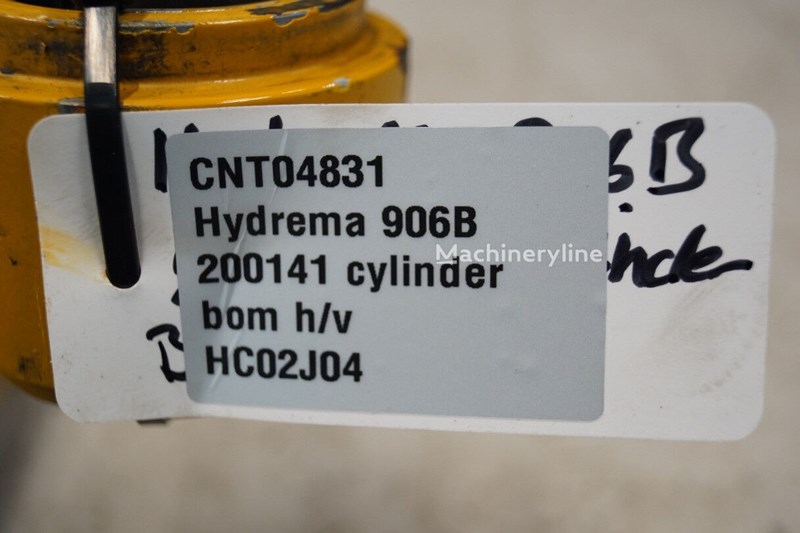 CNT04831
Hydrema 906B
Machineryline
200141 cylinder
bom h/v
HC02J04